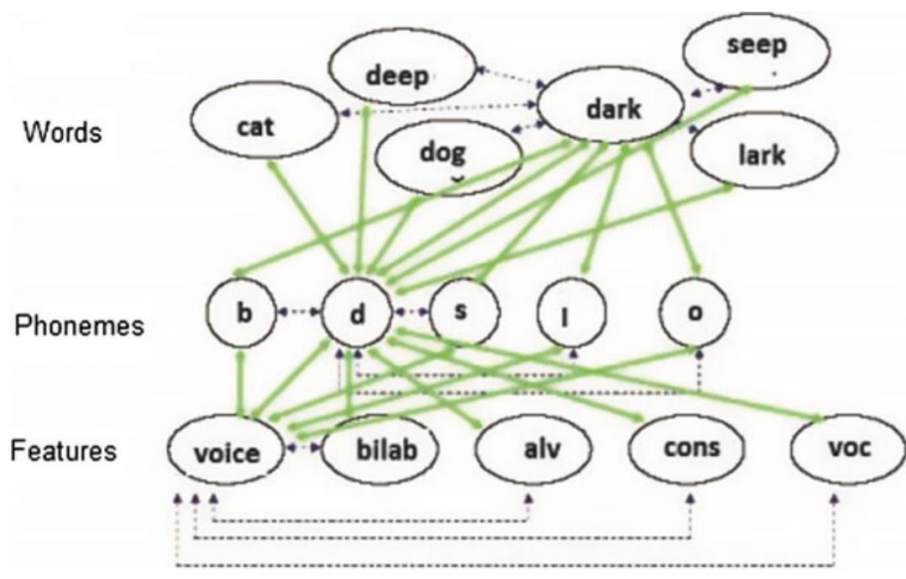 seep
deep
dark
Words
cat
dog
lark
Phonemes
b
d
s
l
o
Features
voice
bilab
alv
cons
voc